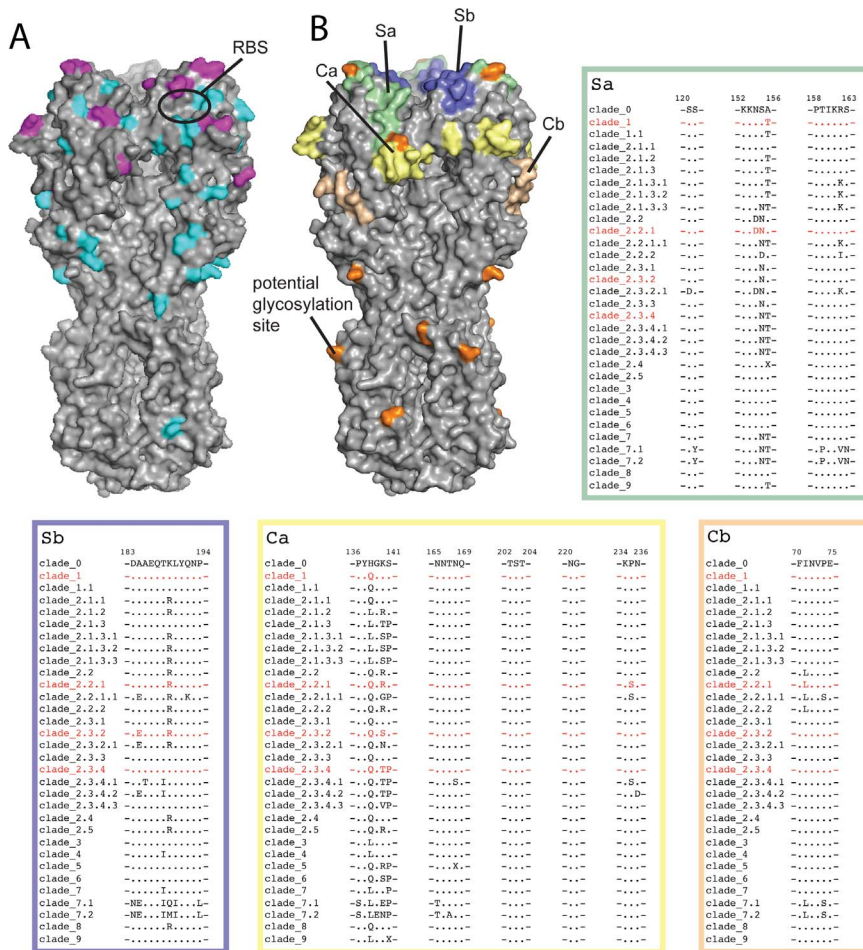 A
B
RBS
Sa
Sb
Ca
Cb
potential
glycosylation
site
Sa
120 152 156 158 163
clade_0 -SS- -KKNSA- -PTIKRS-
clade_1 -..- -....T- -......-
clade_1.1 -..- -....T- -......-
clade_2.1.1 -..- -.....- -......-
clade_2.1.2 -..- -....T- -......-
clade_2.1.3 -..- -....T- -......-
clade_2.1.3.1 -..- -....T- -....K.-
clade_2.1.3.2 -..- -....T- -....K.-
clade_2.1.3.3 -..- -...NT- -....K.-
clade_2.2 -..- -..DN.- -......-
clade_2.2.1 -..- -..DN.- -......-
clade_2.2.1.1 -..- -...NT- -....K.-
clade_2.2.2 -..- -...D.- -....I.-
clade_2.3.1 -..- -...N.- -......-
clade_2.3.2 -..- -...N.- -......-
clade_2.3.2.1 -D.- -..DN.- -....K.-
clade_2.3.3 -..- -...N.- -......-
clade_2.3.4 -..- -...NT- -......-
clade_2.3.4.1 -..- -...NT- -......-
clade_2.3.4.2 -..- -...NT- -......-
clade_2.3.4.3 -..- -...NT- -......-
clade_2.4 -..- -....X- -......-
clade_2.5 -..- -.....- -......-
clade_3 -..- -.....- -......-
clade_4 -..- -.....- -......-
clade_5 -..- -.....- -......-
clade_6 -..- -.....- -......-
clade_7 -..- -...NT- -......-
clade_7.1 -.Y- -...NT- -.P..VN-
clade_7.2 -.Y- -...NT- -.P..VN-
clade_8 -..- -.....- -......-
clade_9 -..- -....T- -......-
Sb
183 194
clade_0 -DAAEQTKLYQNP-
clade_1 -............-
clade_1.1 -............-
clade_2.1.1 -......R.....-
clade_2.1.2 -......R.....-
clade_2.1.3 -............-
clade_2.1.3.1 -......R.....-
clade_2.1.3.2 -......R.....-
clade_2.1.3.3 -......R.....-
clade_2.2 -......R.....-
clade_2.2.1 -......R.....-
clade_2.2.1.1 -.E....R..K..-
clade_2.2.2 -......R.....-
clade_2.3.1 -......R.....-
clade_2.3.2 -.E....R.....-
clade_2.3.2.1 -.E....R.....-
clade_2.3.3 -............-
clade_2.3.4 -............-
clade_2.3.4.1 -..T..I......-
clade_2.3.4.2 -.E...I......-
clade_2.3.4.3 -............-
clade_2.4 -......R.....-
clade_2.5 -......R.....-
clade_3 -............-
clade_4 -.....I......-
clade_5 -............-
clade_6 -............-
clade_7 -.....I......-
clade_7.1 -NE...IQI...L-
clade_7.2 -NE...IMI...L-
clade_8 -......R.....-
clade_9 -............-
Ca
136 141 165 169 202 204 220 234 236
clade_0 -PYHGKS- -NNTNQ- -TST- -NG- -KPN-
clade_1 -..Q...- -.....- -...- -..- -...-
clade_1.1 -..Q...- -.....- -...- -..- -...-
clade_2.1.1 -..Q...- -.....- -...- -..- -...-
clade_2.1.2 -..L.R.- -.....- -...- -..- -...-
clade_2.1.3 -..L.TP- -.....- -...- -..- -...-
clade_2.1.3.1 -..L.SP- -.....- -...- -..- -...-
clade_2.1.3.2 -..L.SP- -.....- -...- -..- -...-
clade_2.1.3.3 -..L.SP- -.....- -...- -..- -...-
clade_2.2 -..Q.R.- -.....- -...- -..- -...-
clade_2.2.1 -..Q.R.- -.....- -...- -..- -.S.-
clade_2.2.1.1 -..Q.GP- -.....- -...- -..- -.S.-
clade_2.2.2 -..Q.R.- -.....- -...- -..- -...-
clade_2.3.1 -..Q...- -.....- -...- -..- -...-
clade_2.3.2 -..Q.S.- -.....- -...- -..- -...-
clade_2.3.2.1 -..Q.N.- -.....- -...- -..- -...-
clade_2.3.3 -..Q...- -.....- -...- -..- -...-
clade_2.3.4 -..Q.TP- -.....- -...- -..- -...-
clade_2.3.4.1 -..Q.TP- -...S.- -...- -..- -.S.-
clade_2.3.4.2 -..Q.TP- -.....- -...- -..- -..D-
clade_2.3.4.3 -..Q.VP- -.....- -...- -..- -...-
clade_2.4 -..Q...- -.....- -...- -..- -...-
clade_2.5 -..Q.R.- -.....- -...- -..- -...-
clade_3 -..L...- -.....- -...- -..- -...-
clade_4 -..L...- -.....- -...- -..- -...-
clade_5 -..Q.RP- -...X.- -...- -..- -...-
clade_6 -..Q.SP- -.....- -...- -..- -...-
clade_7 -..L..P- -.....- -...- -..- -...-
clade_7.1 -S.L.EP- -T....- -...- -..- -...-
clade_7.2 -S.LENP- -T.A..- -...- -..- -...-
clade_8 -..Q...- -.....- -...- -..- -...-
clade_9 -..L.X- -.....- -...- -..- -...-
Cb
70 75
clade_0 -FINVPE-
clade_1 -......-
clade_1.1 -......-
clade_2.1.1 -......-
clade_2.1.2 -......-
clade_2.1.3 -......-
clade_2.1.3.1 -......-
clade_2.1.3.2 -......-
clade_2.1.3.3 -......-
clade_2.2 -.L....-
clade_2.2.1 -.L....-
clade_2.2.1.1 -.L..S.-
clade_2.2.2 -.L....-
clade_2.3.1 -......-
clade_2.3.2 -......-
clade_2.3.2.1 -......-
clade_2.3.3 -......-
clade_2.3.4 -......-
clade_2.3.4.1 -......-
clade_2.3.4.2 -......-
clade_2.3.4.3 -......-
clade_2.4 -......-
clade_2.5 -......-
clade_3 -......-
clade_4 -......-
clade_5 -......-
clade_6 -......-
clade_7 -......-
clade_7.1 -.L..S.-
clade_7.2 -.L..S.-
clade_8 -......-
clade_9 -......-